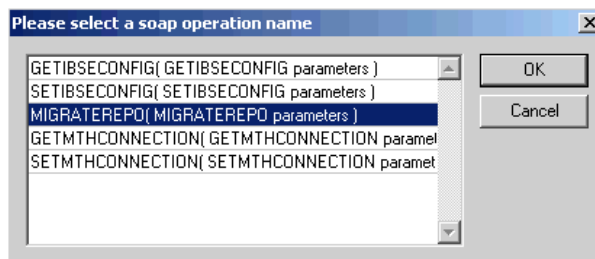 Please select a soap operation name
GETIBSECONFIG( GETIBSECONFIG parameters )
SETIBSECONFIG( SETIBSECONFIG parameters )
MIGRATEREPO( MIGRATEREPO parameters )
GETMTHCONNECTION( GETMTHCONNECTION paramet
SETMTHCONNECTION( SETMTHCONNECTION paramet
OK
Cancel